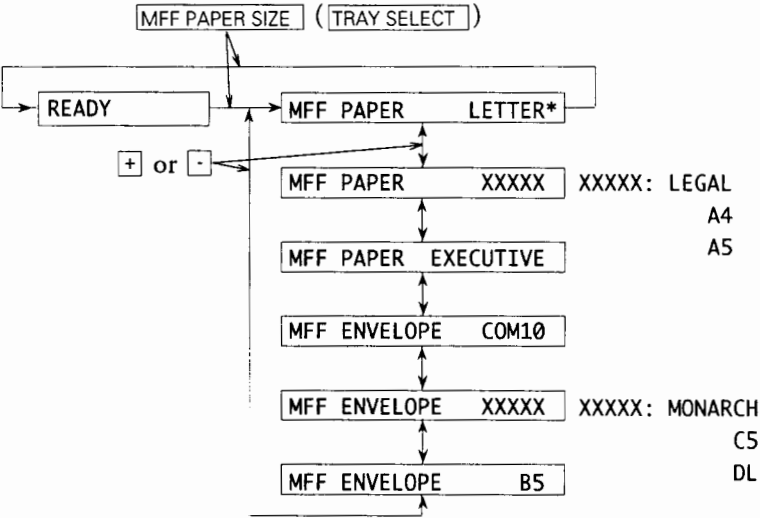 MFF PAPER SIZE (TRAY SELECT)
READY
MFF PAPER LETTER*
+ or -
MFF PAPER XXXXX XXXXX: LEGAL
A4
A5
MFF PAPER EXECUTIVE
MFF ENVELOPE COM10
MFF ENVELOPE XXXXX XXXXX: MONARCH
C5
DL
MFF ENVELOPE B5